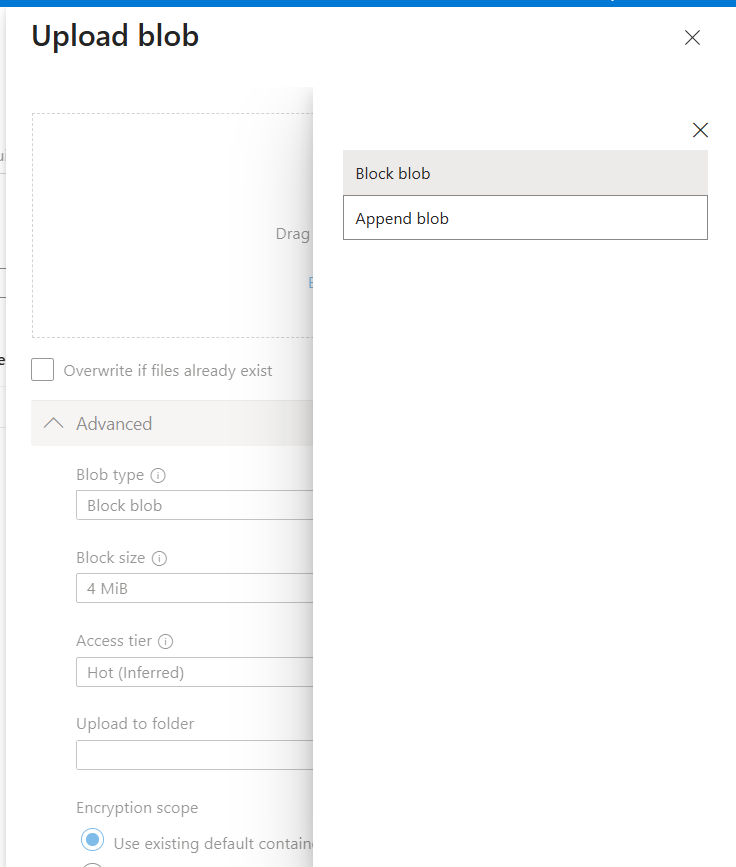 Upload blob
Block blob
Append blob
Drag
Overwrite if files already exist
Advanced
Blob type
Block blob
Block size
4 MiB
Access tier
Hot (Inferred)
Upload to folder
Encryption scope
Use existing default contain